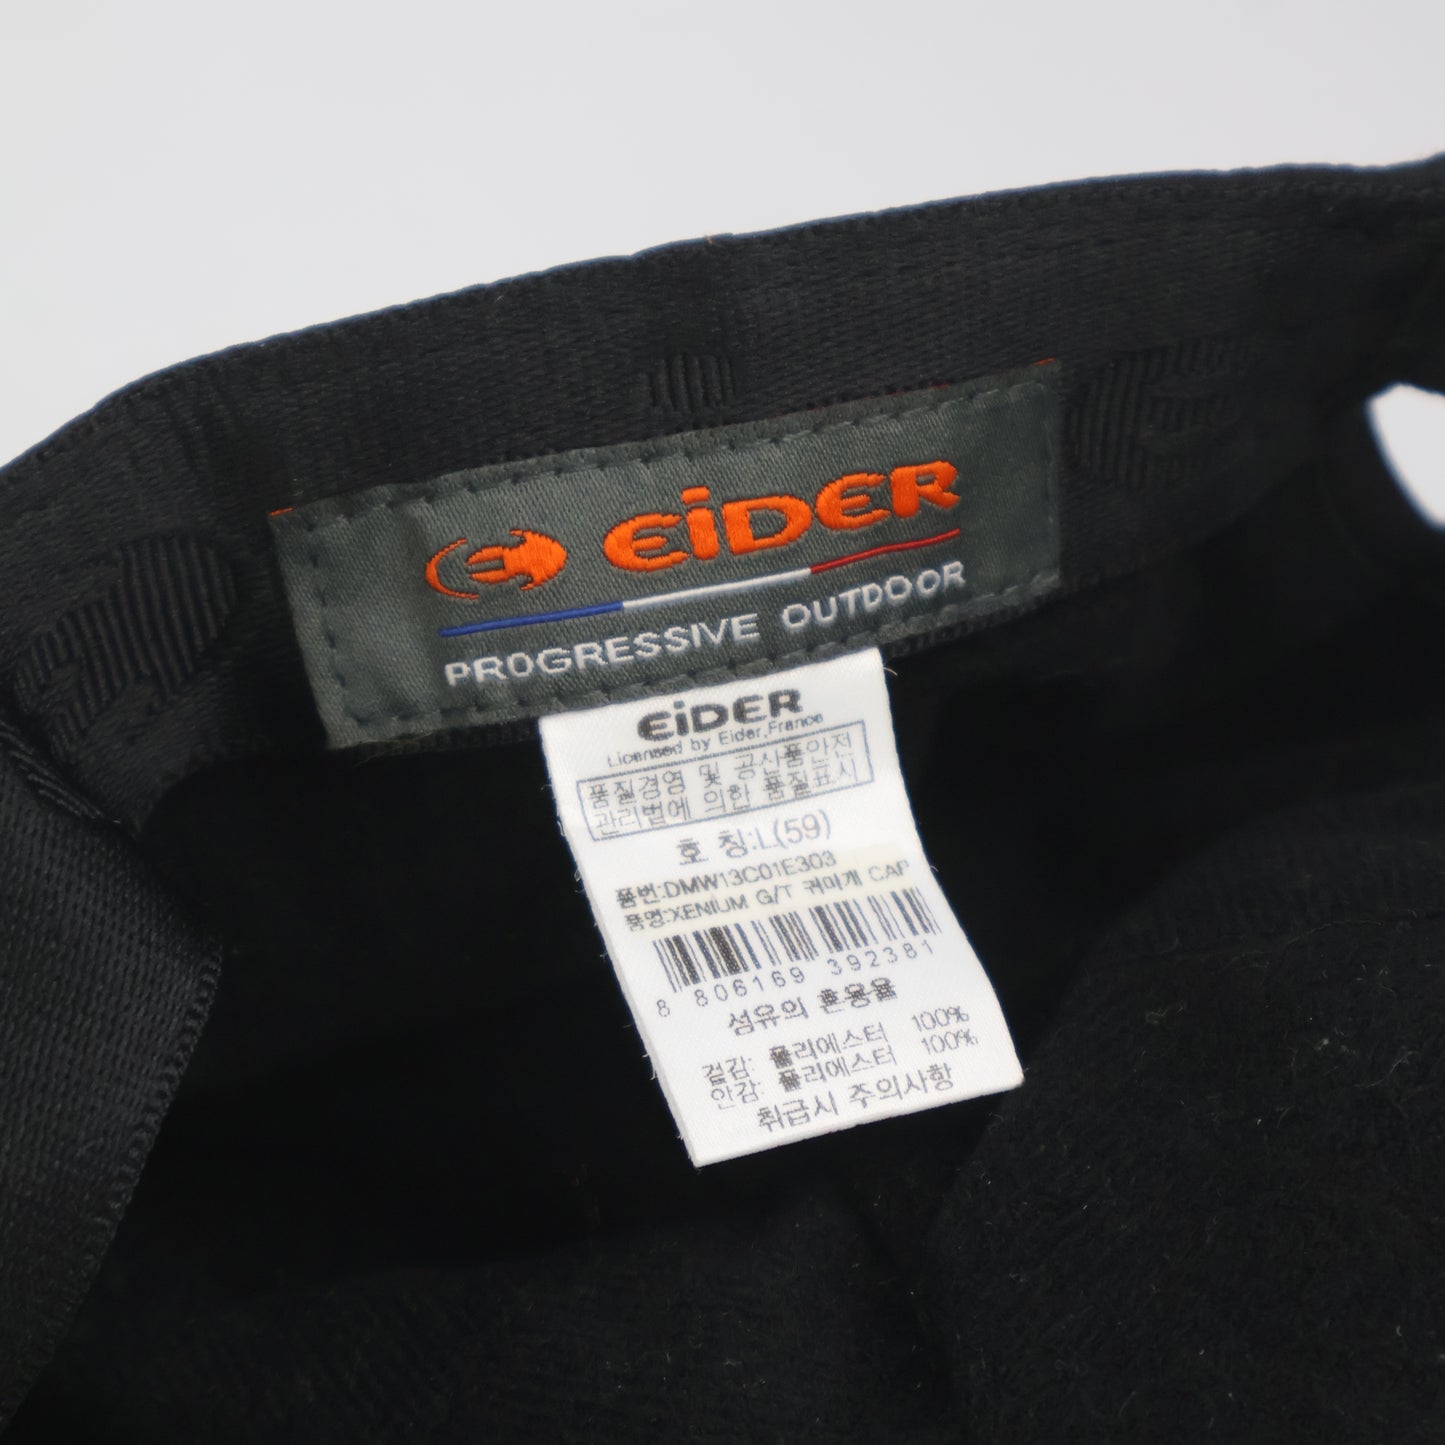 EiDER
PROGRESSIVE OUTDOOR
EiDER
Licensed by Eider,France
품질경영 및 공산품안전
관리법에 의한 품질표시
호 칭:L(59)
품번:DMW13C01E303
품명:XENIUM G/T 귀마개 CAP
8 806169 392381
섬유의 혼용율
겉감: 폴리에스터 100%
안감: 폴리에스터 100%
취급시 주의사항